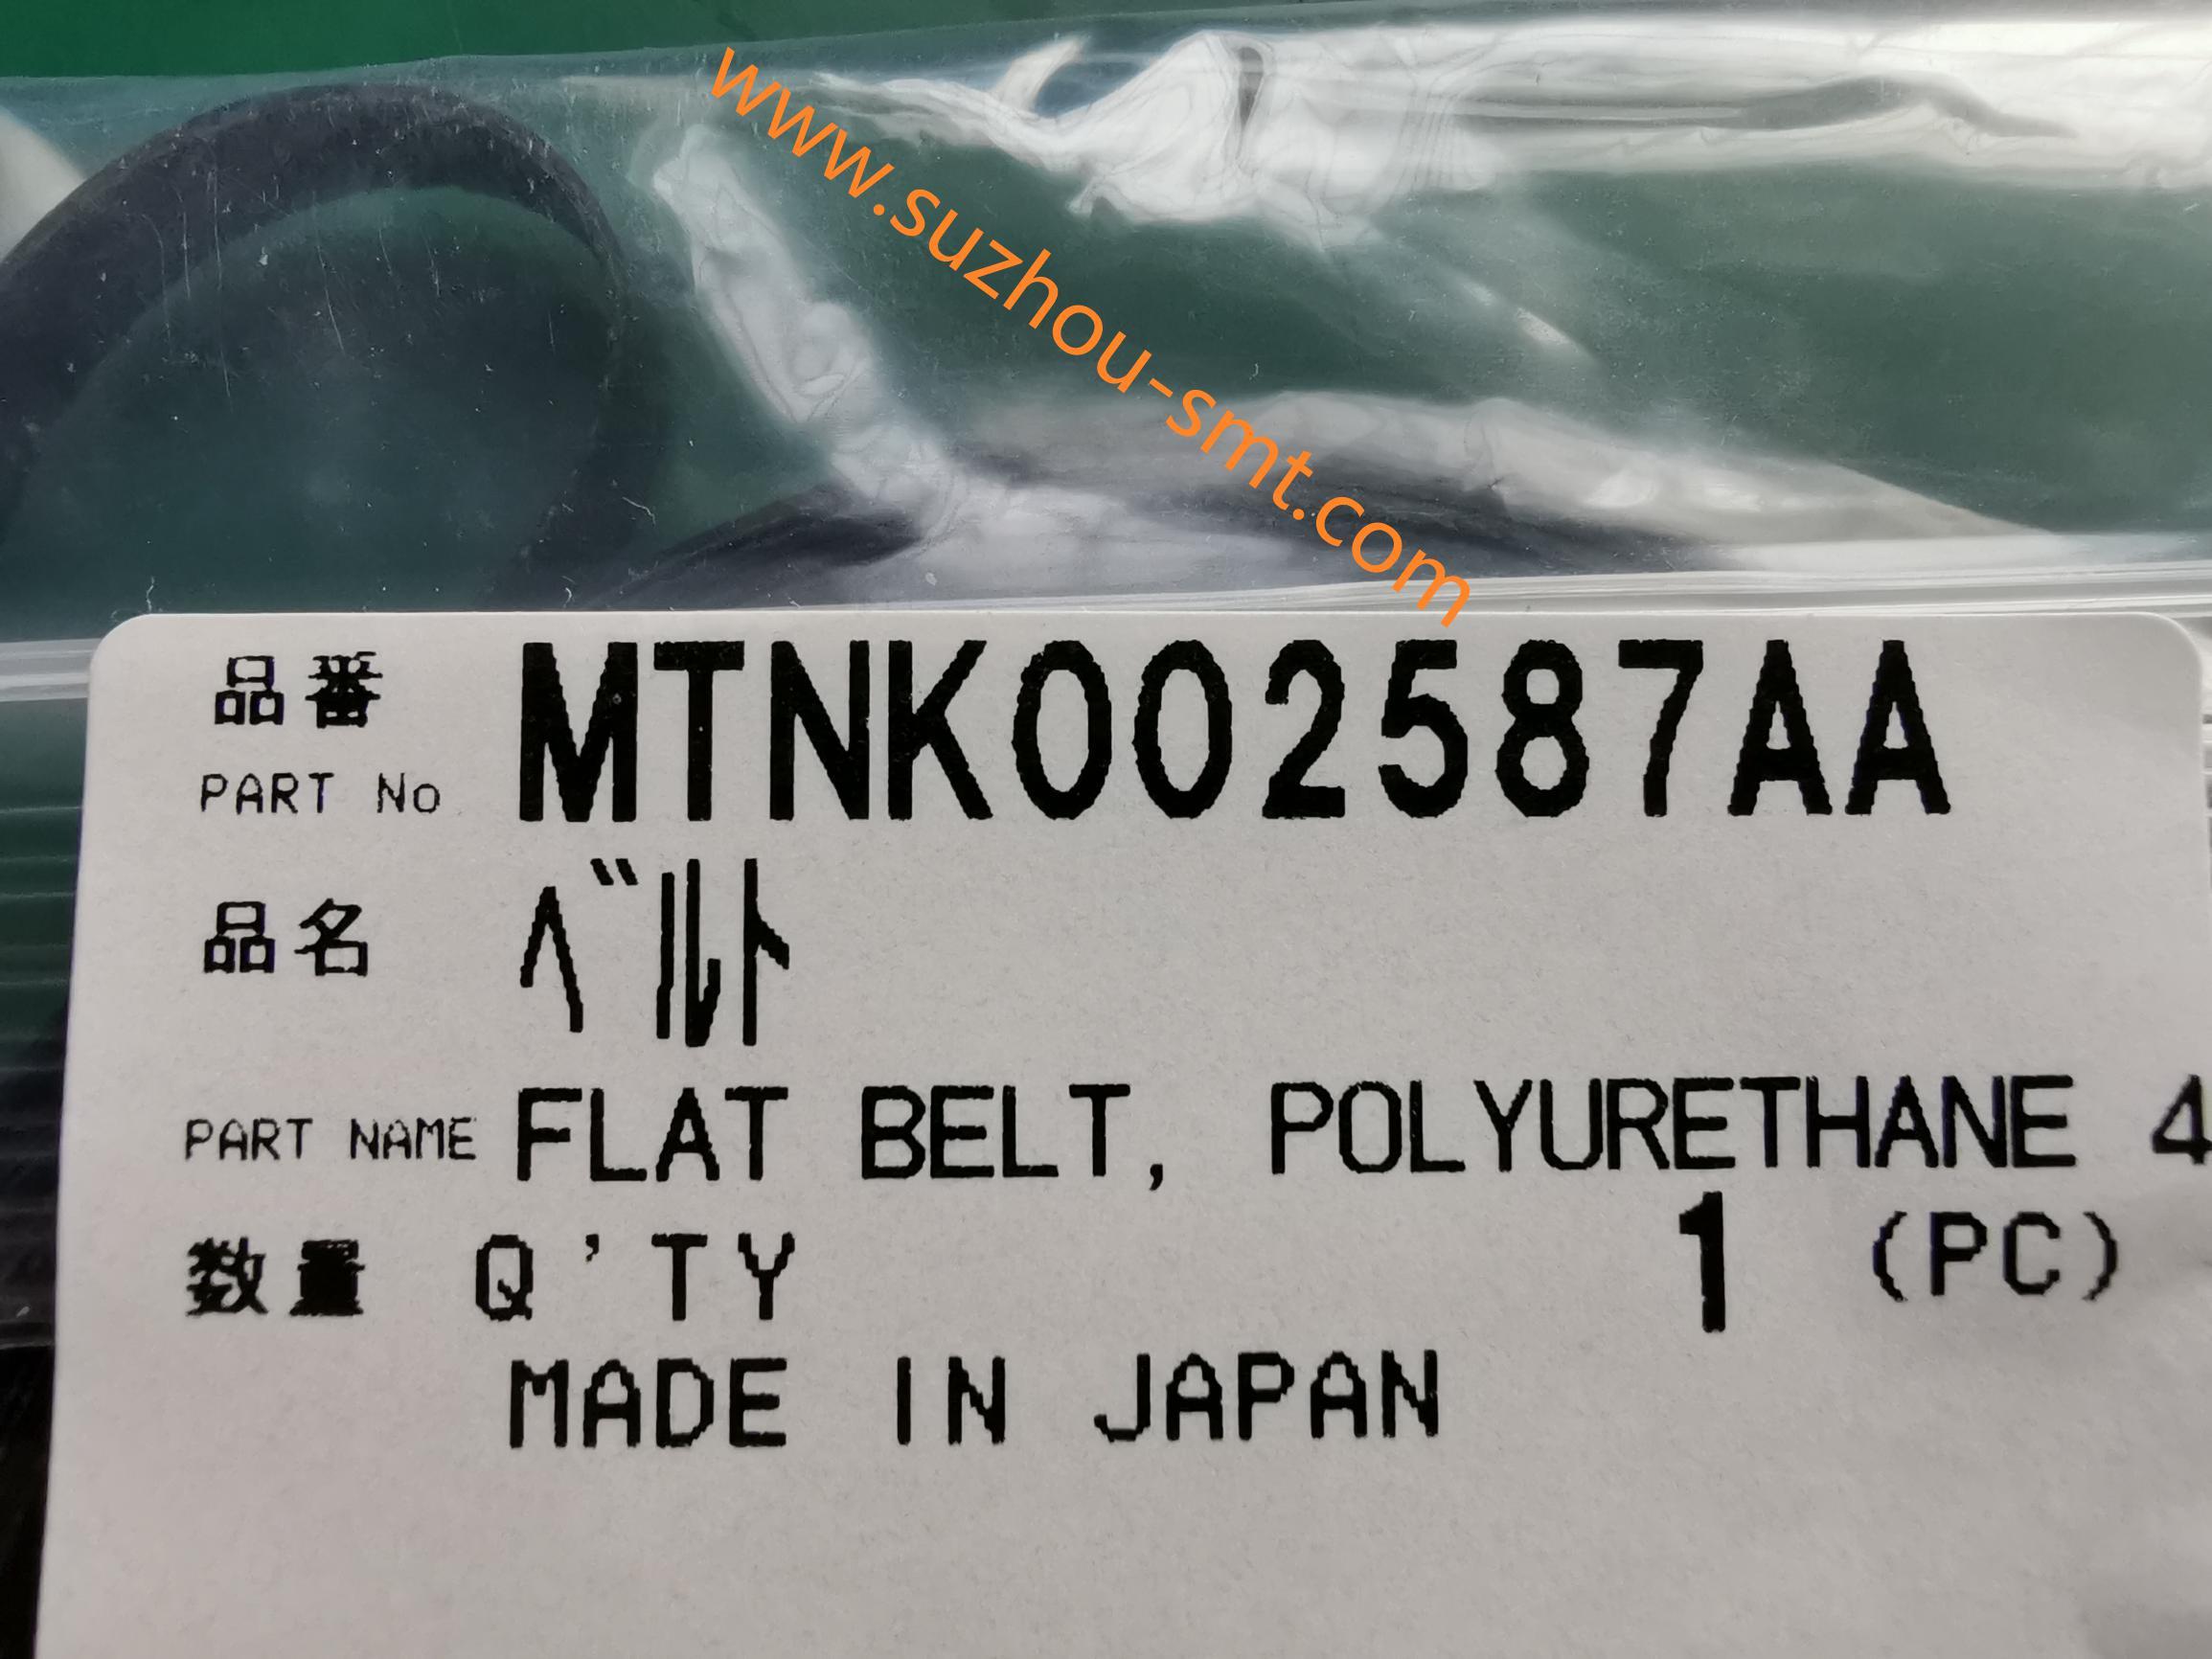 www.suzhou-smt.com
品番 MTNK002587AA
PART No
品名 ﾍﾞﾙﾄ
PART NAME FLAT BELT, POLYURETHANE 4
数量 Q'TY 1 (PC)
MADE IN JAPAN